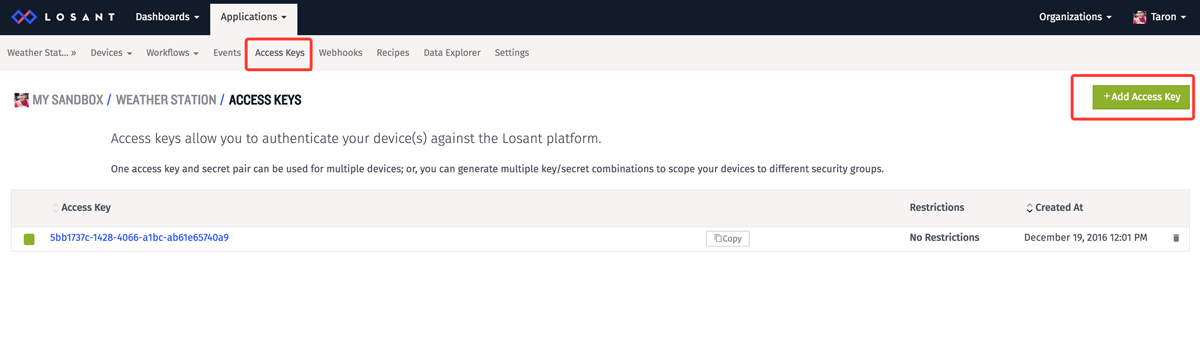 LOSANT Dashboards Applications Organizations Taron
Weather Stat... » Devices Workflows Events Access Keys Webhooks Recipes Data Explorer Settings
MY SANDBOX / WEATHER STATION / ACCESS KEYS
+Add Access Key
Access keys allow you to authenticate your device(s) against the Losant platform.
One access key and secret pair can be used for multiple devices; or, you can generate multiple key/secret combinations to scope your devices to different security groups.
Access Key Restrictions Created At
5bb1737c-1428-4066-a1bc-ab61e65740a9 Copy No Restrictions December 19, 2016 12:01 PM